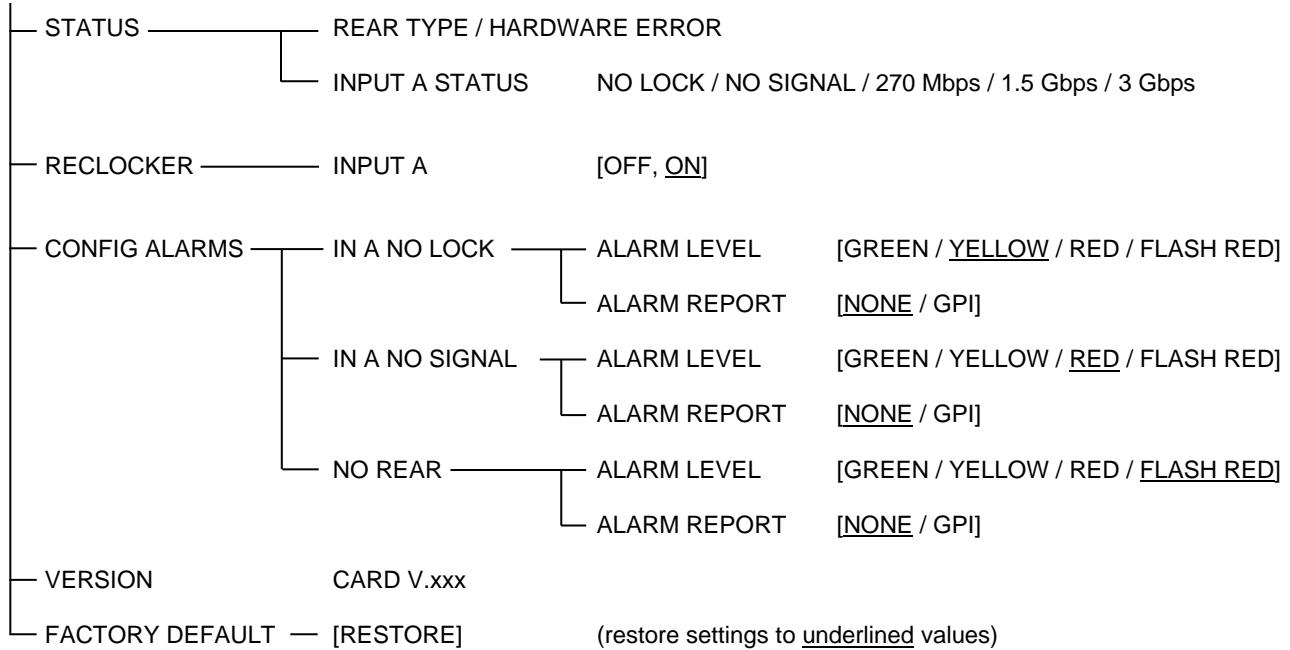 STATUS REAR TYPE / HARDWARE ERROR
INPUT A STATUS NO LOCK / NO SIGNAL / 270 Mbps / 1.5 Gbps / 3 Gbps
RECLOCKER INPUT A [OFF, ON]
CONFIG ALARMS IN A NO LOCK ALARM LEVEL [GREEN / YELLOW / RED / FLASH RED]
ALARM REPORT [NONE / GPI]
IN A NO SIGNAL ALARM LEVEL [GREEN / YELLOW / RED / FLASH RED]
ALARM REPORT [NONE / GPI]
NO REAR ALARM LEVEL [GREEN / YELLOW / RED / FLASH RED]
ALARM REPORT [NONE / GPI]
VERSION CARD V.xxx
FACTORY DEFAULT [RESTORE] (restore settings to underlined values)